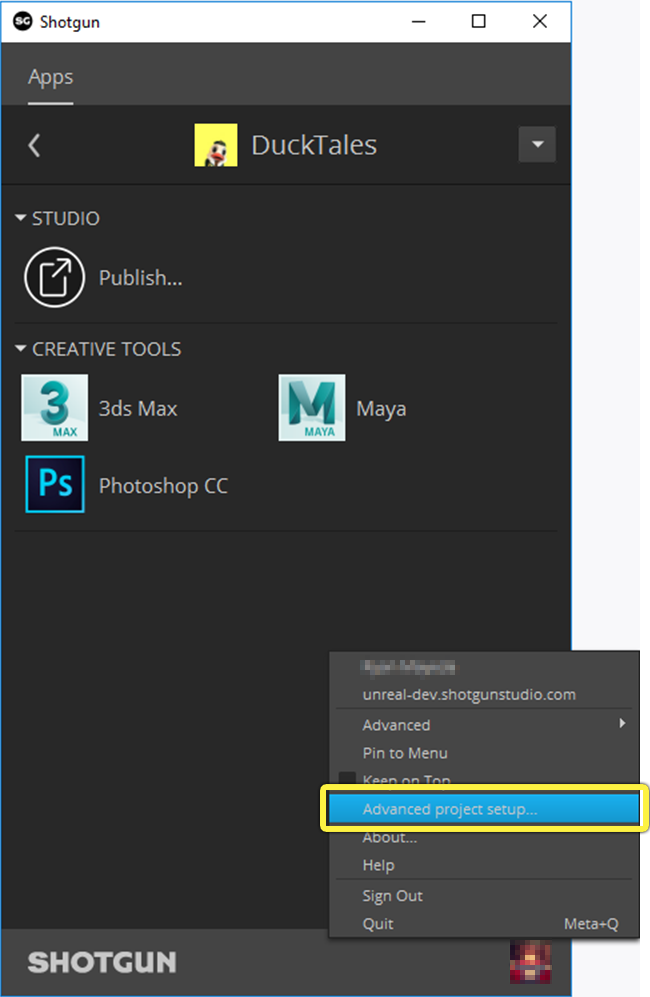 SG Shotgun
Apps
DuckTales
STUDIO
Publish...
CREATIVE TOOLS
3
MAX
3ds Max
M
MAYA
Maya
Ps
Photoshop CC
unreal-dev.shotgunstudio.com
Advanced
Pin to Menu
Keep on Top
Advanced project setup...
About...
Help
Sign Out
Quit Meta+Q
SHOTGUN